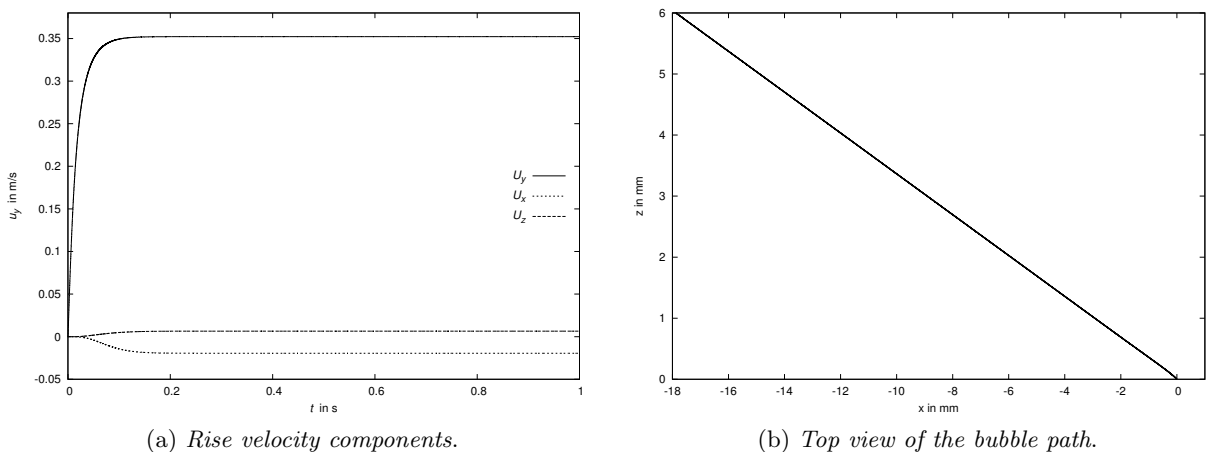 0.35
0.3
0.25
0.2
0.15
0.1
0.05
0
-0.05
u_y in m/s
U_y
U_x
U_z
0 0.2 0.4 0.6 0.8 1
t in s
(a) Rise velocity components.
6
5
4
3
2
1
0
z in mm
-18 -16 -14 -12 -10 -8 -6 -4 -2 0
x in mm
(b) Top view of the bubble path.